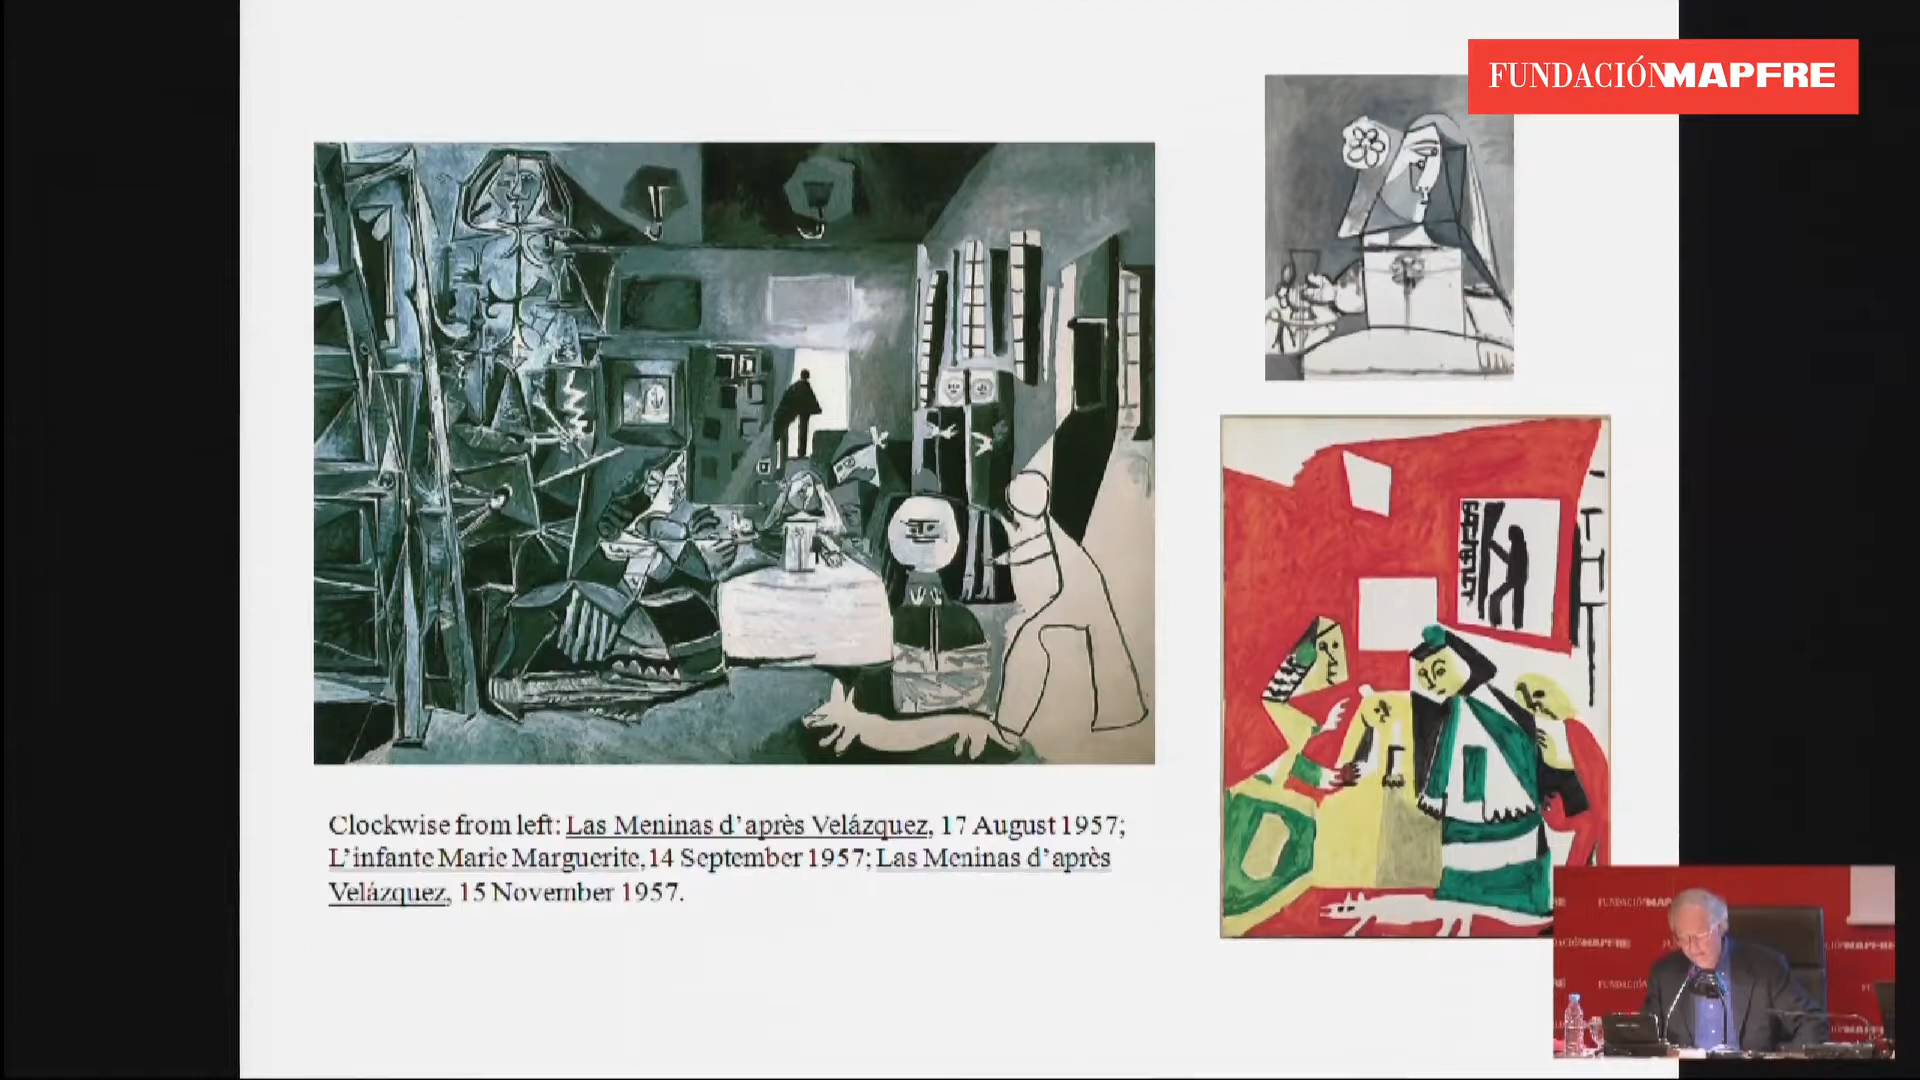 FUNDACIÓNMAPFRE
Clockwise from left: Las Meninas d'après Velázquez, 17 August 1957;
L'infante Marie Marguerite,14 September 1957; Las Meninas d'après
Velázquez, 15 November 1957.
FUNDACIÓNMAPFRE